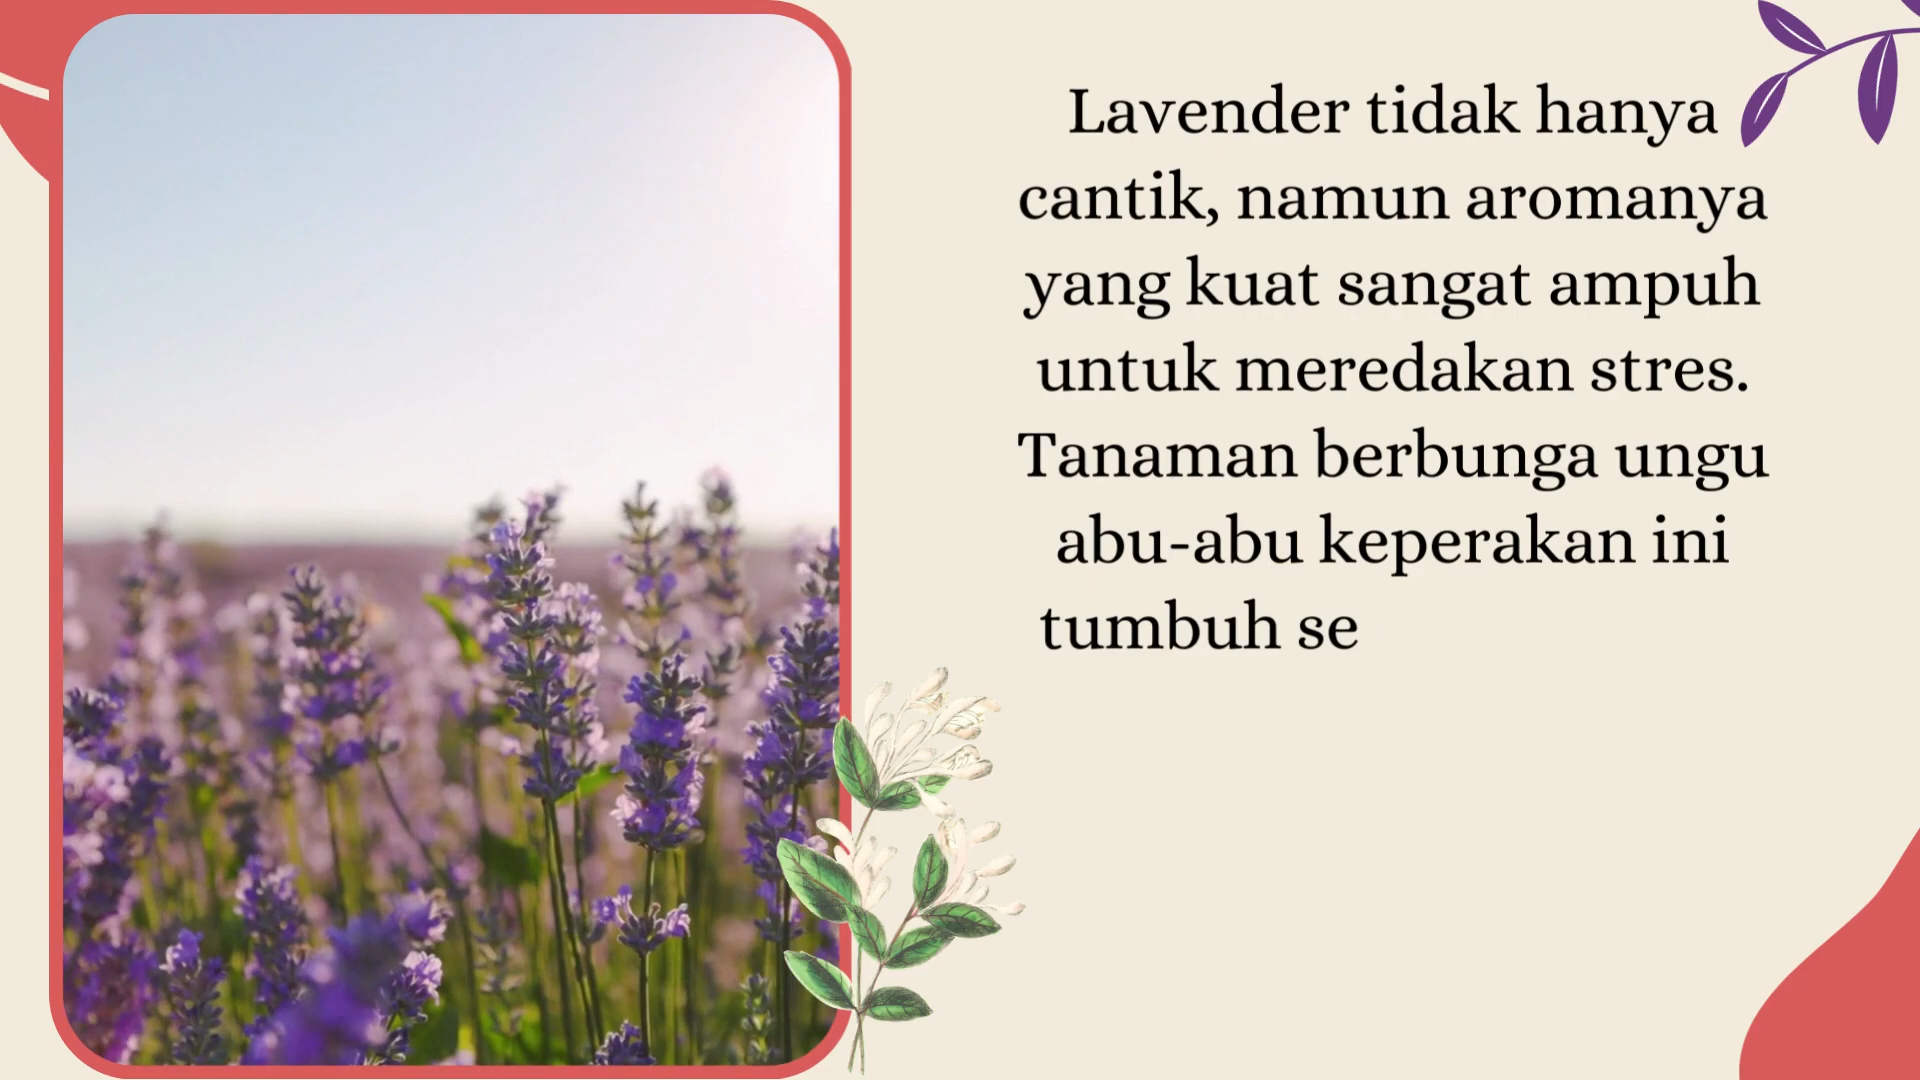 Lavender tidak hanya
cantik, namun aromanya
yang kuat sangat ampuh
untuk meredakan stres.
Tanaman berbunga ungu
abu-abu keperakan ini
tumbuh se